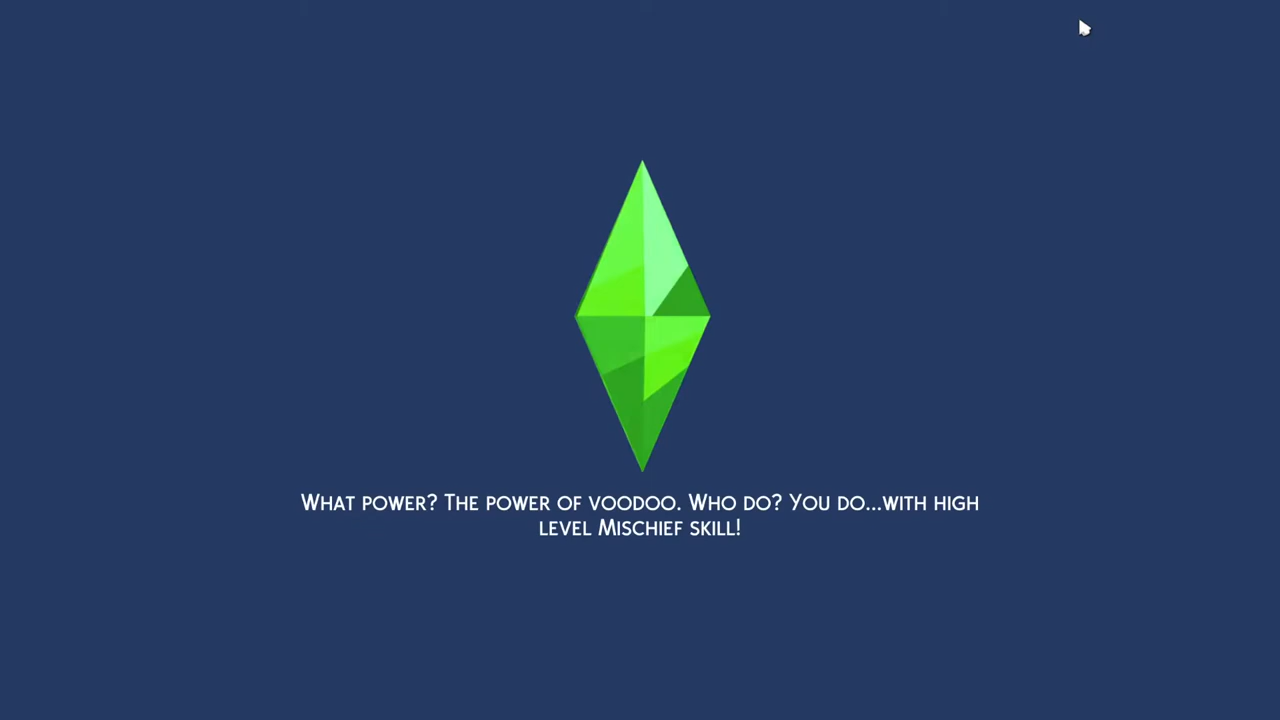 What power? The power of voodoo. Who do? You do...with high
level Mischief skill!